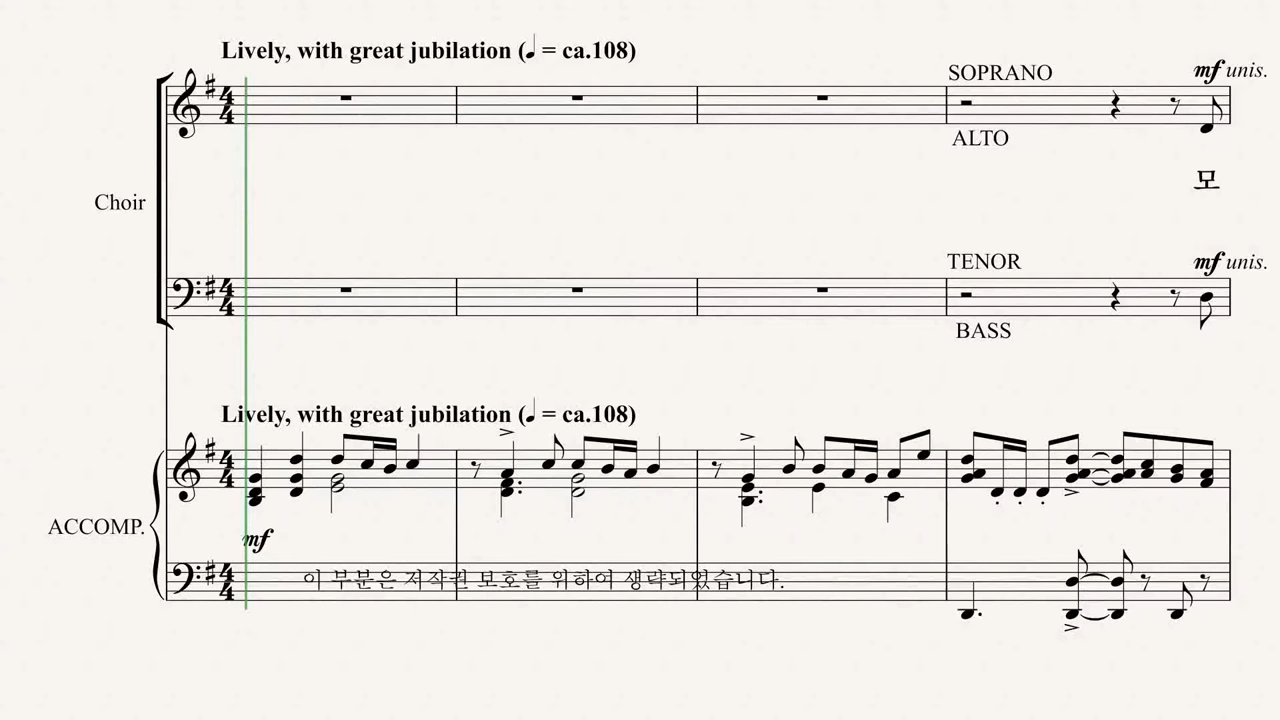 Lively, with great jubilation (♩ = ca.108)
SOPRANO
mf unis.
ALTO
모
Choir
TENOR
mf unis.
BASS
Lively, with great jubilation (♩ = ca.108)
ACCOMP.
mf
이 부분은 저작권 보호를 위하여 생략되었습니다.